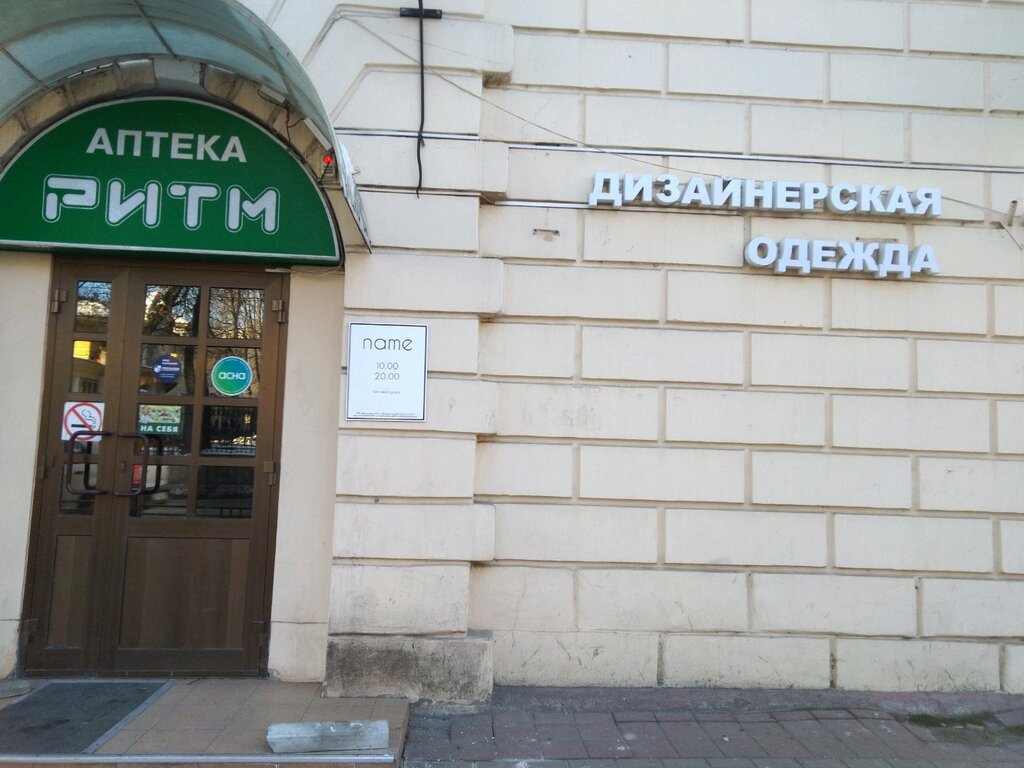 АПТЕКА
РИТМ
ДИЗАЙНЕРСКАЯ
ОДЕЖДА
name
10.00
20.00
асна
НА СЕБЯ